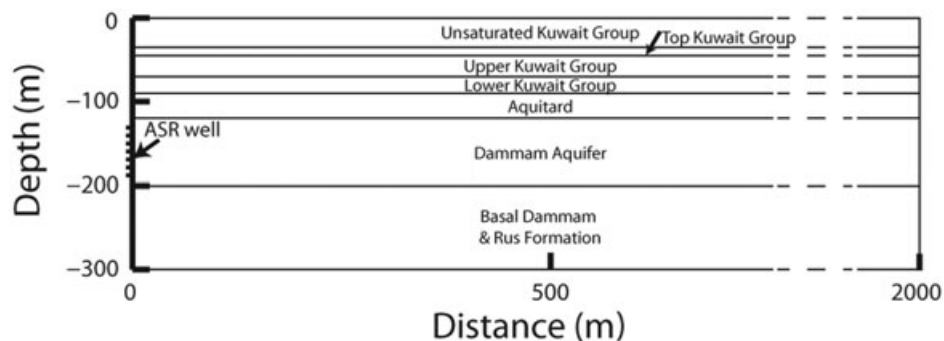 0
Unsaturated Kuwait Group
Top Kuwait Group
Upper Kuwait Group
Lower Kuwait Group
−100
Aquitard
ASR well
Dammam Aquifer
−200
Basal Dammam
& Rus Formation
−300
0
500
2000
Depth (m)
Distance (m)